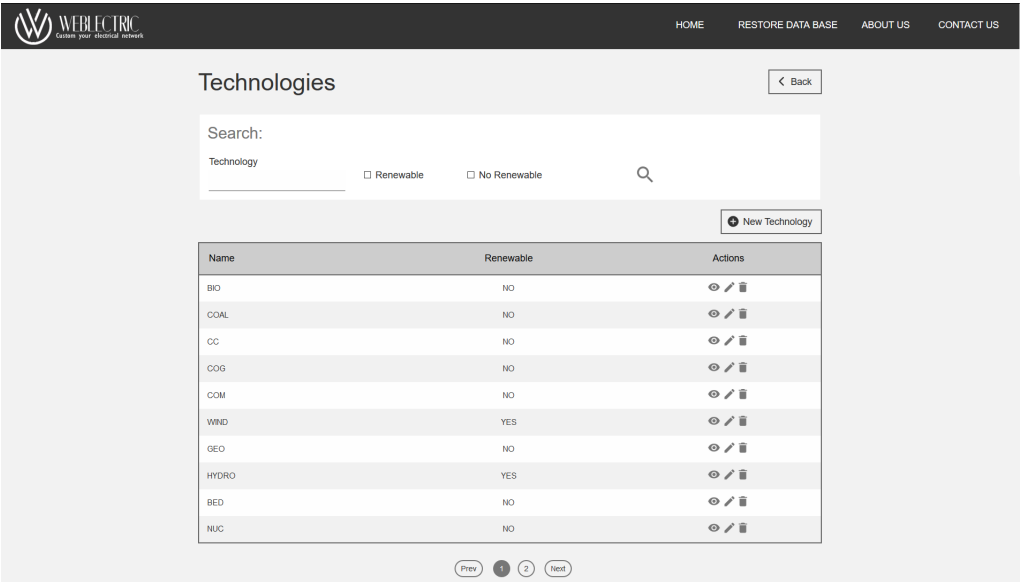 WEBLECTRIC
Custom your electrical network
HOME RESTORE DATA BASE ABOUT US CONTACT US
Technologies
Back
Search:
Technology
Renewable No Renewable
New Technology
Name Renewable Actions
BIO NO
COAL NO
CC NO
COG NO
COM NO
WIND YES
GEO NO
HYDRO YES
BED NO
NUC NO
Prev 1 2 Next